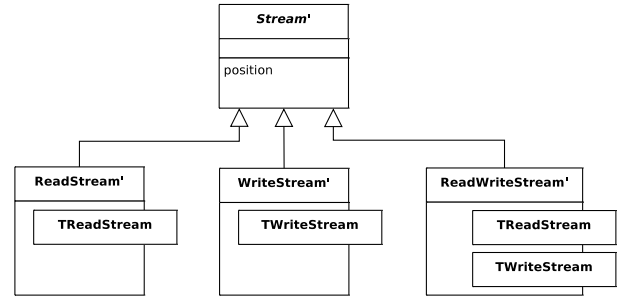 Stream'
position
ReadStream'
TReadStream
WriteStream'
TWriteStream
ReadWriteStream'
TReadStream
TWriteStream